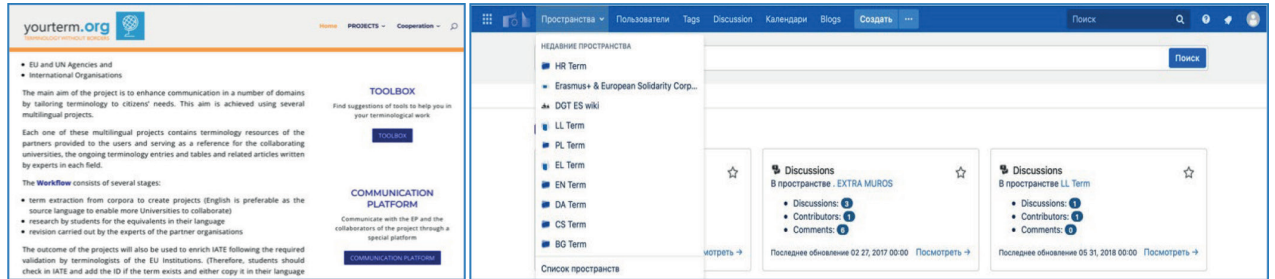 yourterm.org
TERMINOLOGY WITHOUT BORDERS
Home PROJECTS Cooperation
• EU and UN Agencies and
• International Organisations
The main aim of the project is to enhance communication in a number of domains
by tailoring terminology to citizens' needs. This aim is achieved using several
multilingual projects.
Each one of these multilingual projects contains terminology resources of the
partners provided to the users and serving as a reference for the collaborating
universities, the ongoing terminology entries and tables and related articles written
by experts in each field.
The Workflow consists of several stages:
• term extraction from corpora to create projects (English is preferable as the
source language to enable more Universities to collaborate)
• research by students for the equivalents in their language
• revision carried out by the experts of the partner organisations
The outcome of the projects will also be used to enrich IATE following the required
validation by terminologists of the EU Institutions. (Therefore, students should
check in IATE and add the ID if the term exists and either copy it in their language
TOOLBOX
Find suggestions of tools to help you in
your terminological work
TOOLBOX
COMMUNICATION
PLATFORM
Communicate with the EP and the
collaborators of the project through a
special platform
COMMUNICATION PLATFORM
Пространства Пользователи Tags Discussion Календари Blogs Создать ··· Поиск
Поиск
НЕДАВНИЕ ПРОСТРАНСТВА
HR Term
Erasmus+ & European Solidarity Corp...
DGT ES wiki
LL Term
PL Term
EL Term
EN Term
DA Term
CS Term
BG Term
Список пространств
мотреть →
Discussions
В пространстве . EXTRA MUROS
• Discussions: 3
• Contributors: 1
• Comments: 6
Последнее обновление 02 27, 2017 00:00 Посмотреть →
Discussions
В пространстве LL Term
• Discussions: 1
• Contributors: 1
• Comments: 0
Последнее обновление 05 31, 2018 00:00 Посмотреть →